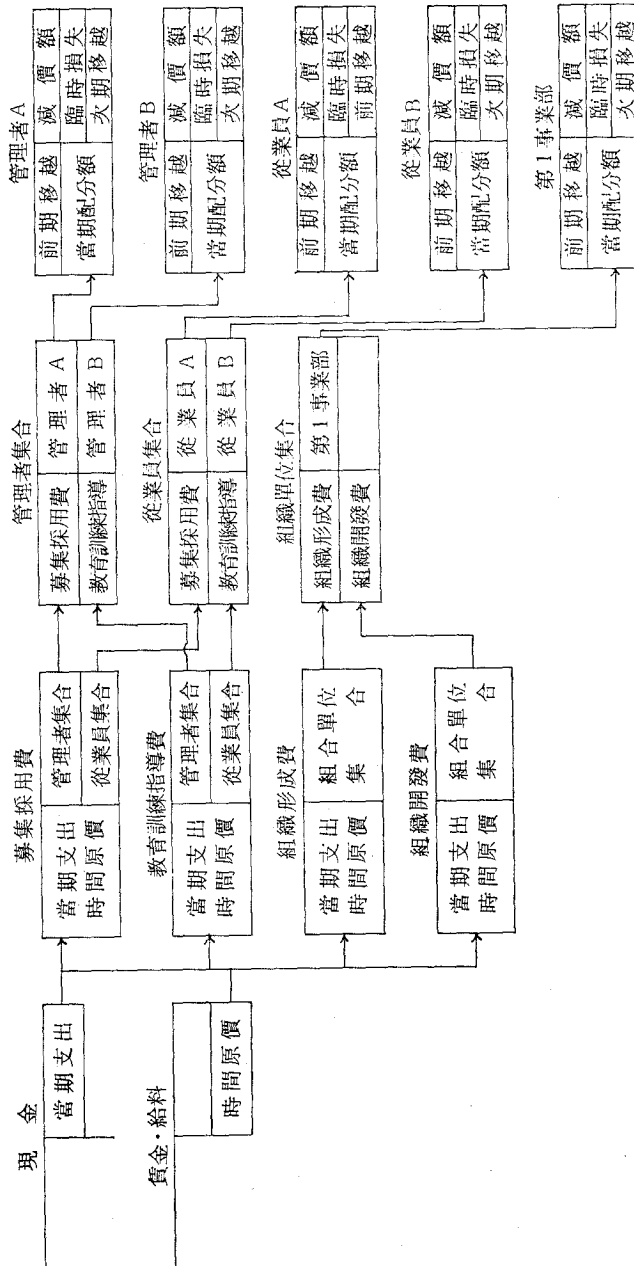 現金
當期支出
賃金・給料
時間原價
募集採用費
當期支出
時間原價
管理者集合
從業員集合
教育訓練指導費
當期支出
時間原價
管理者集合
從業員集合
組織形成費
當期支出
時間原價
組合單位
集合
組織開發費
當期支出
時間原價
組合單位
集合
管理者集合
募集採用費
管理者A
教育訓練指導
管理者B
從業員集合
募集採用費
從業員A
教育訓練指導
從業員B
組織單位集合
組織形成費
第1事業部
組織開發費
管理者A
前期移越
當期配分額
減價額
臨時損失
次期移越
管理者B
前期移越
當期配分額
減價額
臨時損失
次期移越
從業員A
前期移越
當期配分額
減價額
臨時損失
前期移越
從業員B
前期移越
當期配分額
減價額
臨時損失
次期移越
第1事業部
前期移越
當期配分額
減價額
臨時損失
次期移越